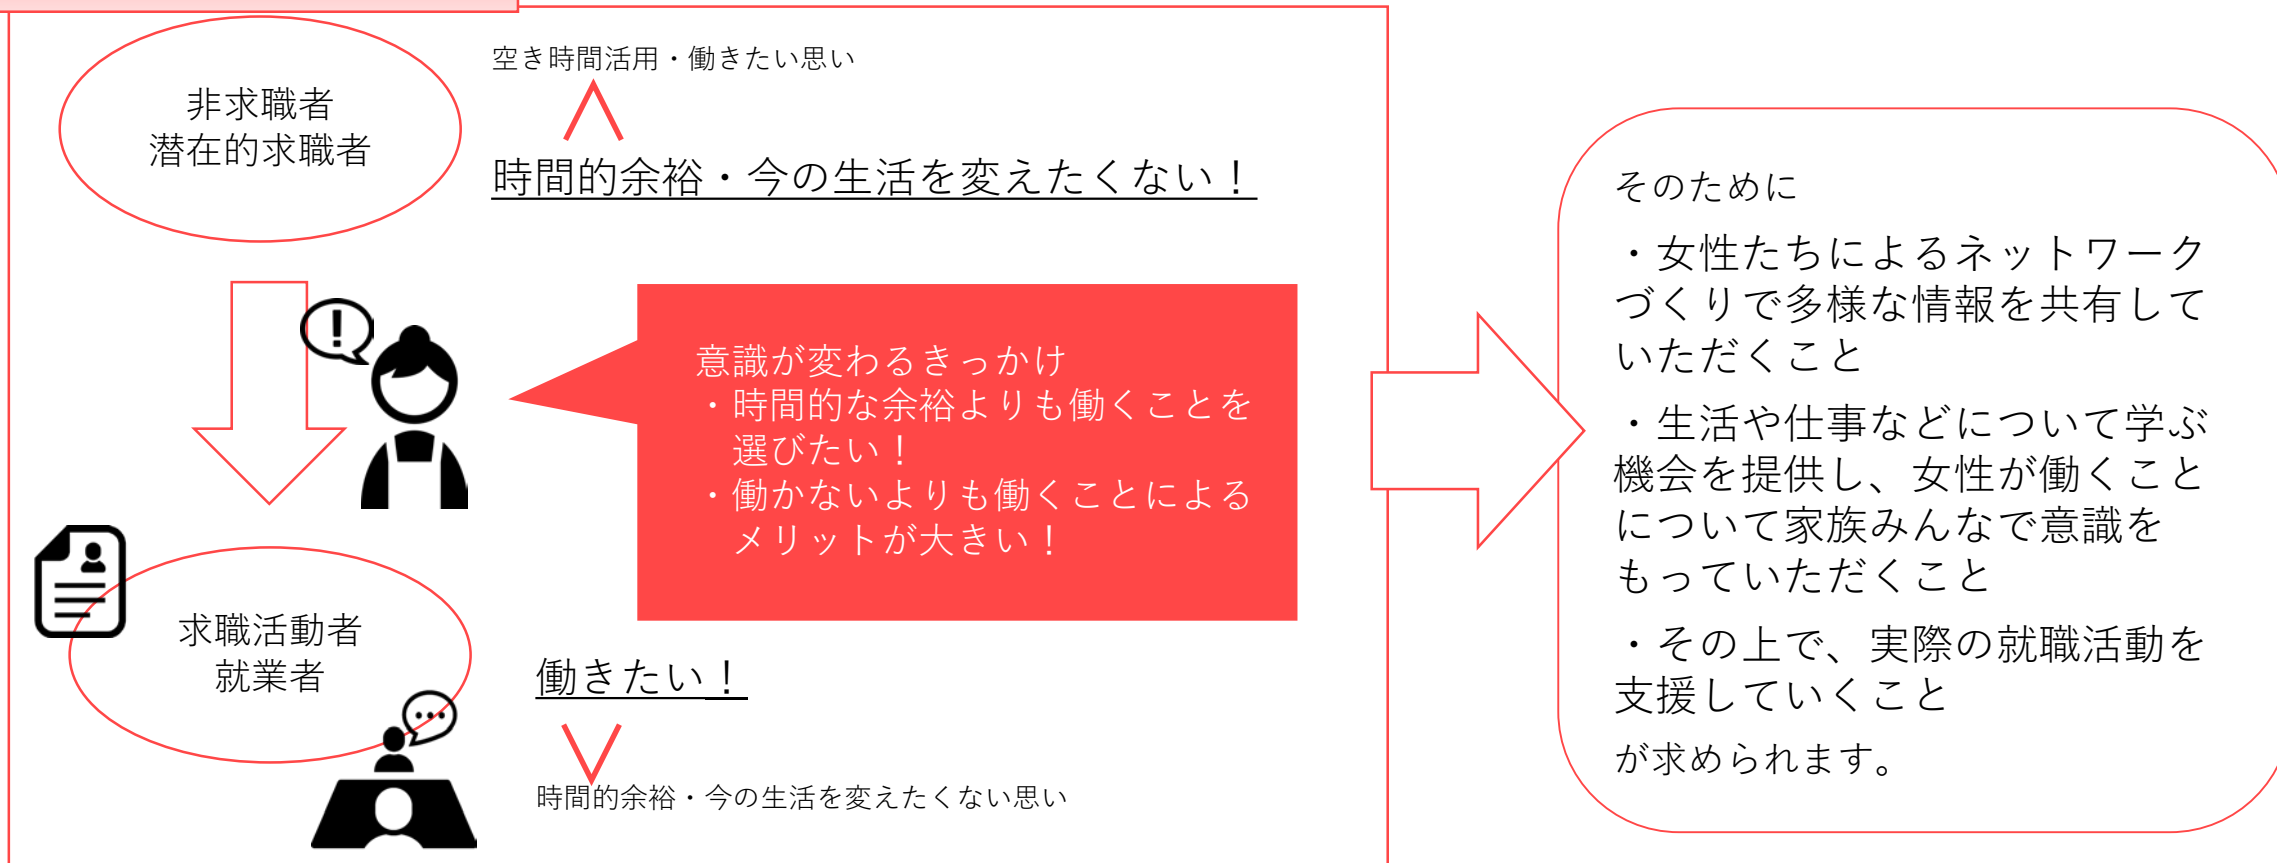 非求職者
潜在的求職者
空き時間活用・働きたい思い
時間的余裕・今の生活を変えたくない！
!
意識が変わるきっかけ
・時間的な余裕よりも働くことを
選びたい！
・働かないよりも働くことによる
メリットが大きい！
求職活動者
就業者
働きたい！
時間的余裕・今の生活を変えたくない思い
そのために
・女性たちによるネットワーク
づくりで多様な情報を共有して
いただくこと
・生活や仕事などについて学ぶ
機会を提供し、女性が働くこと
について家族みんなで意識を
もっていただくこと
・その上で、実際の就職活動を
支援していくこと
が求められます。